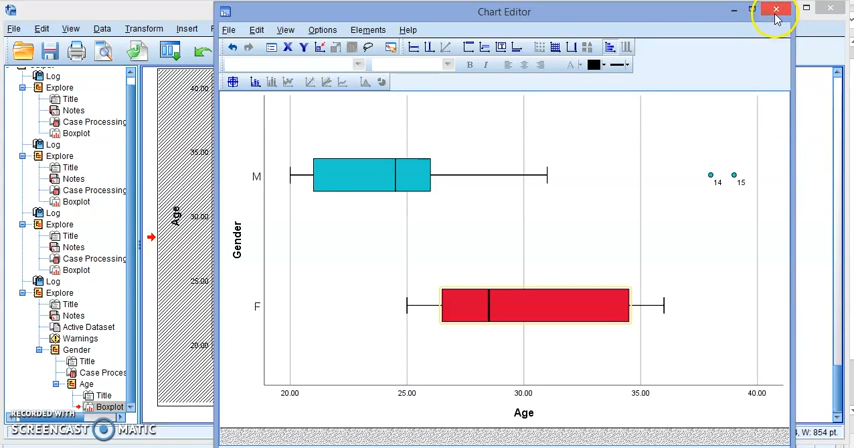 Chart Editor
File Edit View Data Transform Insert
File Edit View Options Elements Help
B I A
Log
Explore
Title
Notes
Case Processing
Boxplot
Log
Explore
Title
Notes
Case Processing
Boxplot
Log
Explore
Title
Notes
Case Processing
Boxplot
Log
Explore
Title
Notes
Active Dataset
Warnings
Gender
Title
Case Proces
Age
Title
Boxplot
40.00
35.00
30.00
25.00
20.00
Age
M
14 15
Gender
F
20.00 25.00 30.00 35.00 40.00
Age
RECORDED WITH
SCREENCAST MATIC
4, W: 854 pt.